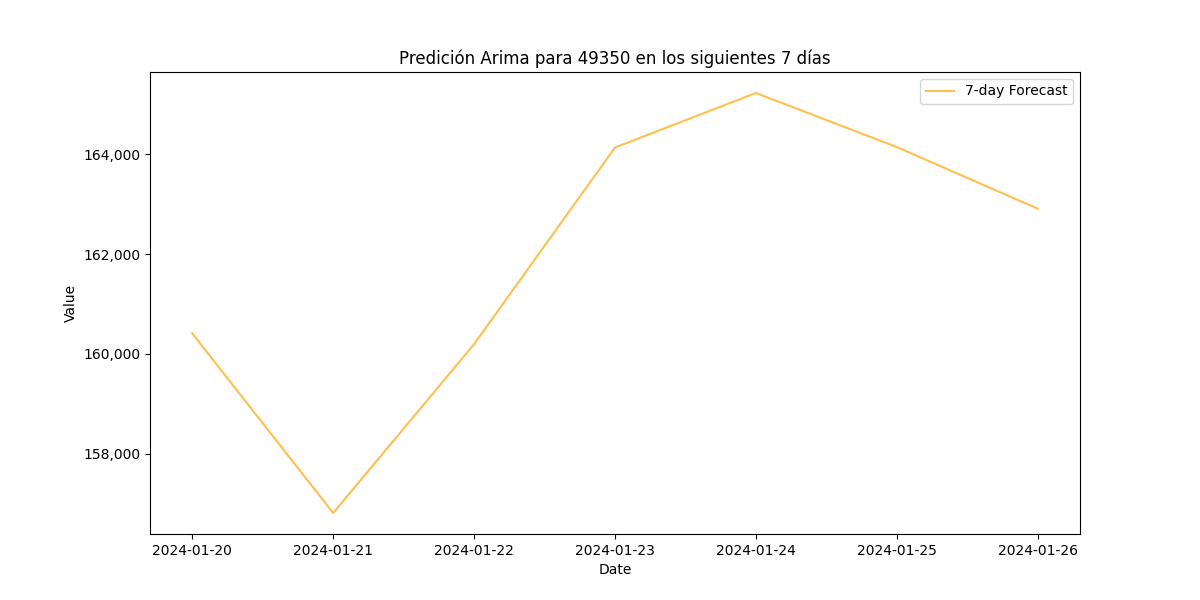 Predición Arima para 49350 en los siguientes 7 días
7-day Forecast
164,000
162,000
160,000
158,000
Value
2024-01-20 2024-01-21 2024-01-22 2024-01-23 2024-01-24 2024-01-25 2024-01-26
Date